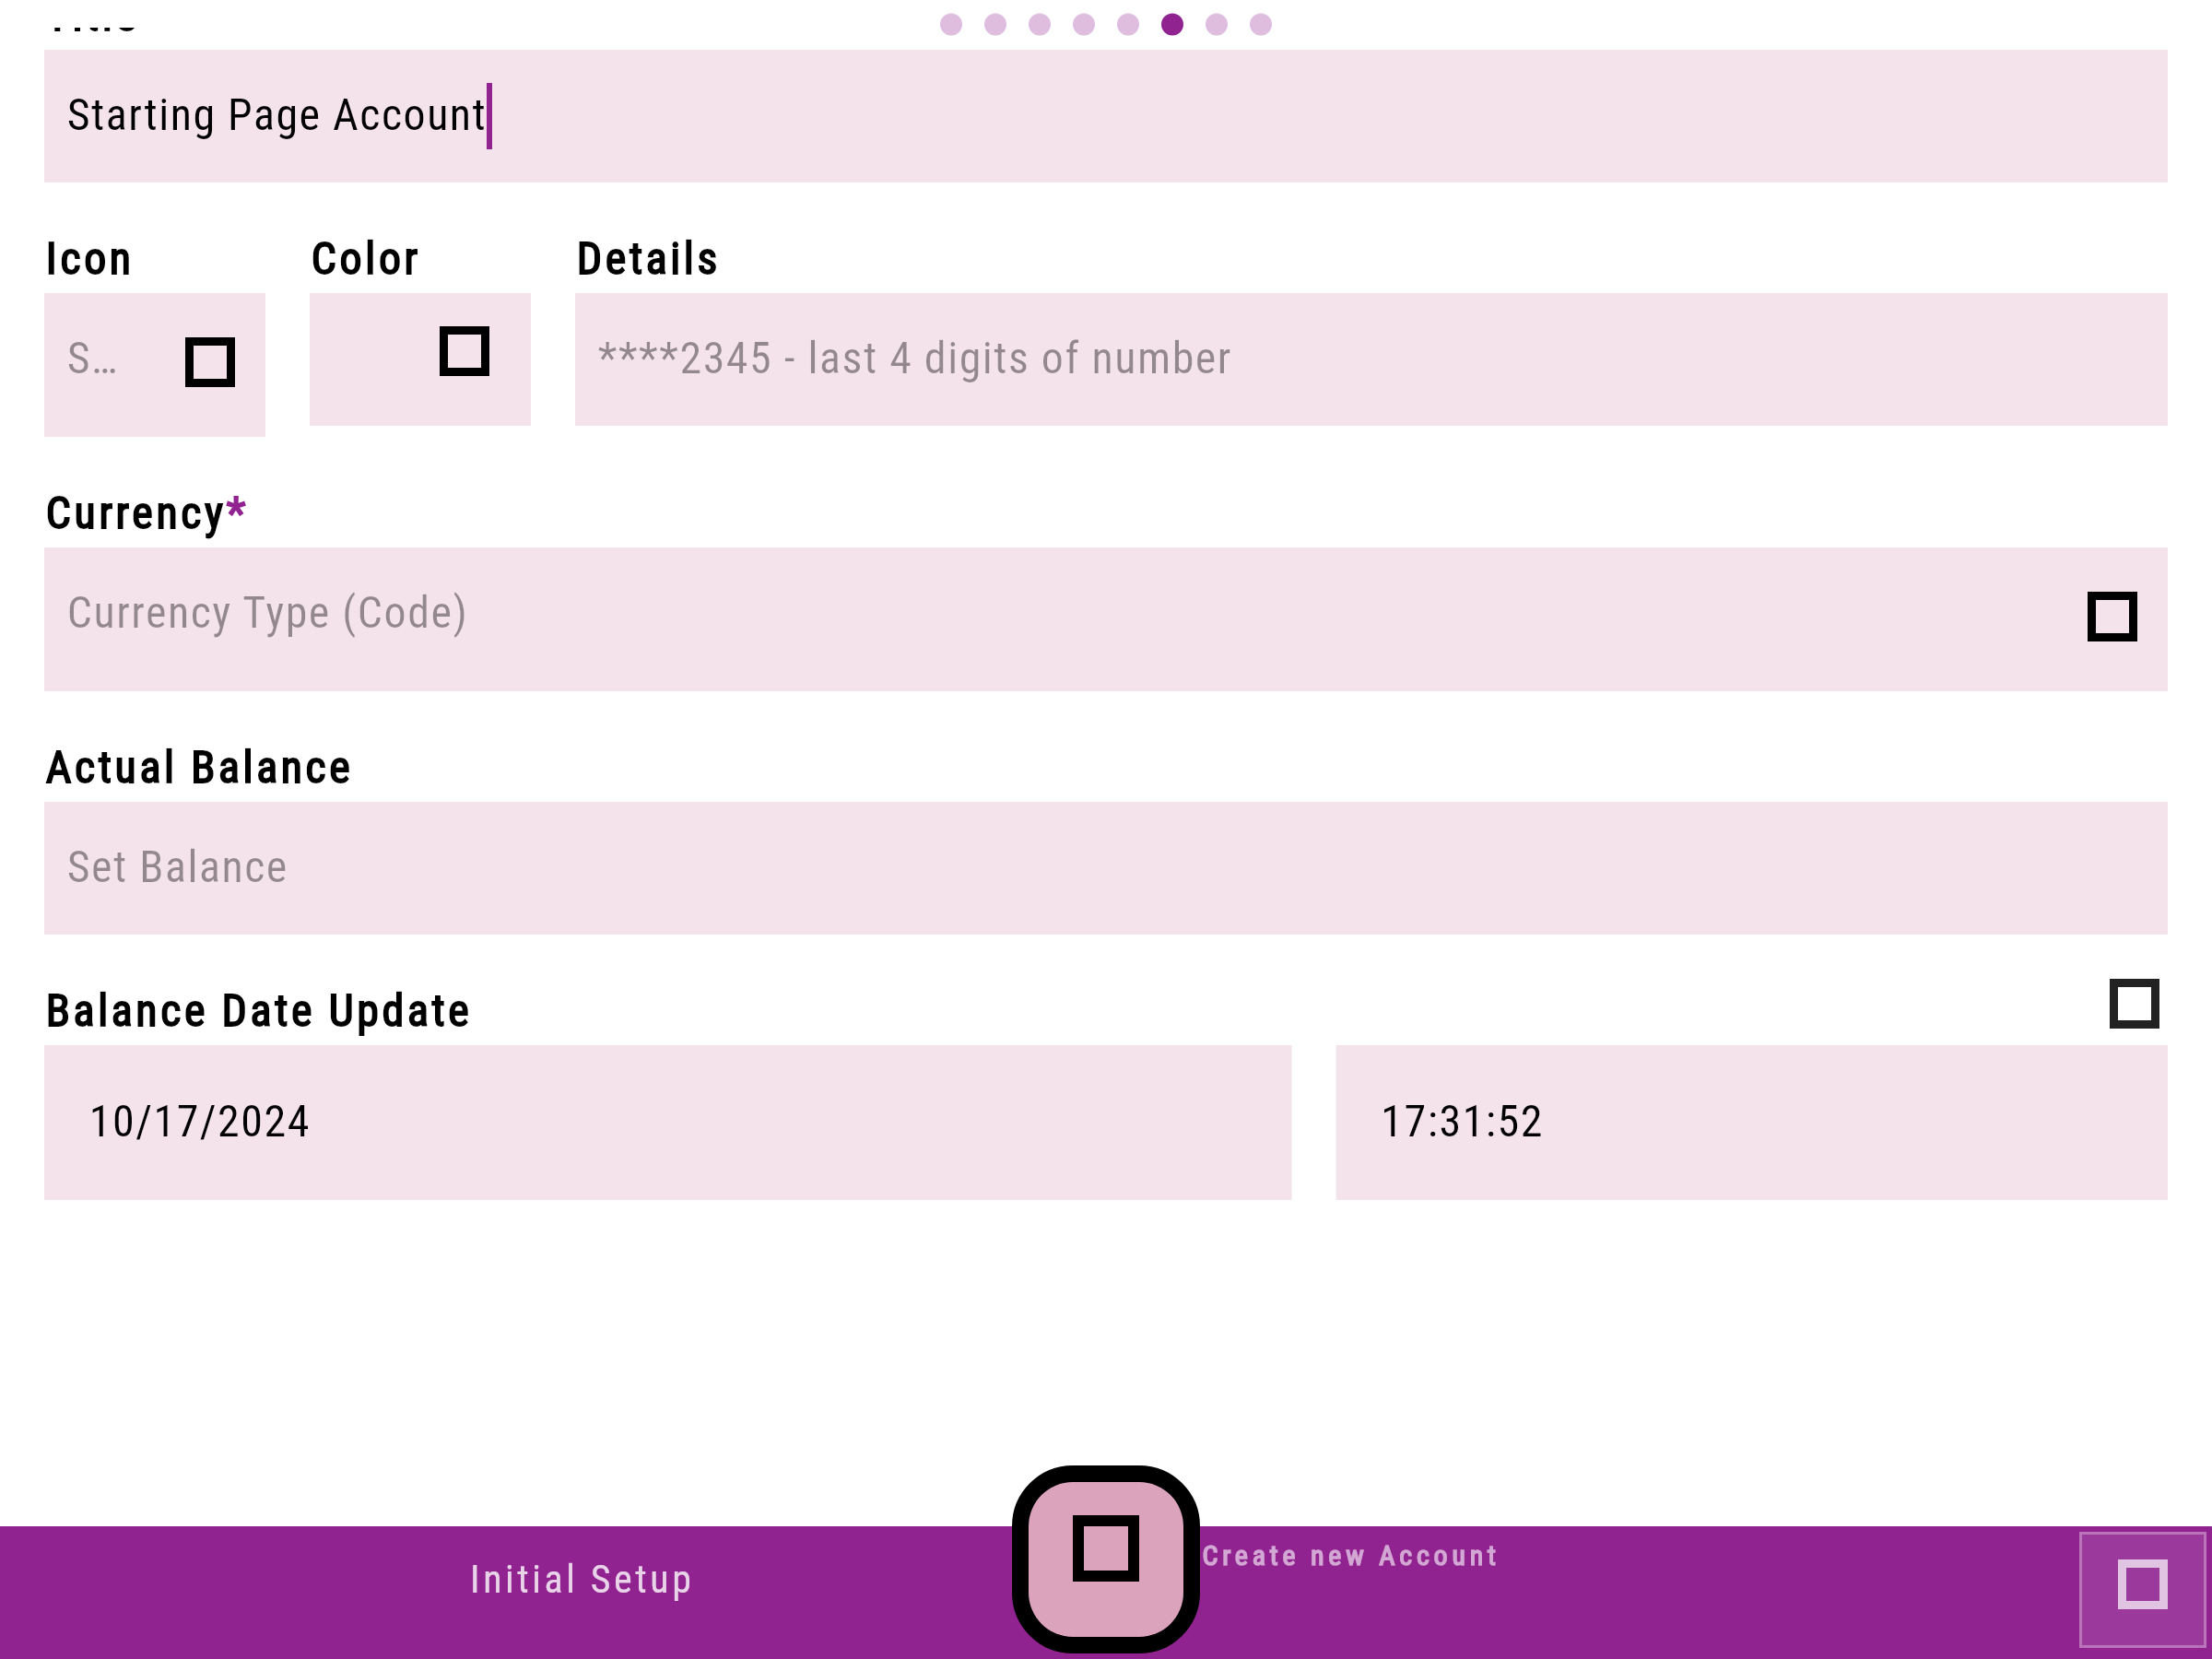 Starting Page Account
Icon Color Details
S… ****2345 - last 4 digits of number
Currency*
Currency Type (Code)
Actual Balance
Set Balance
Balance Date Update
10/17/2024 17:31:52
Initial Setup Create new Account